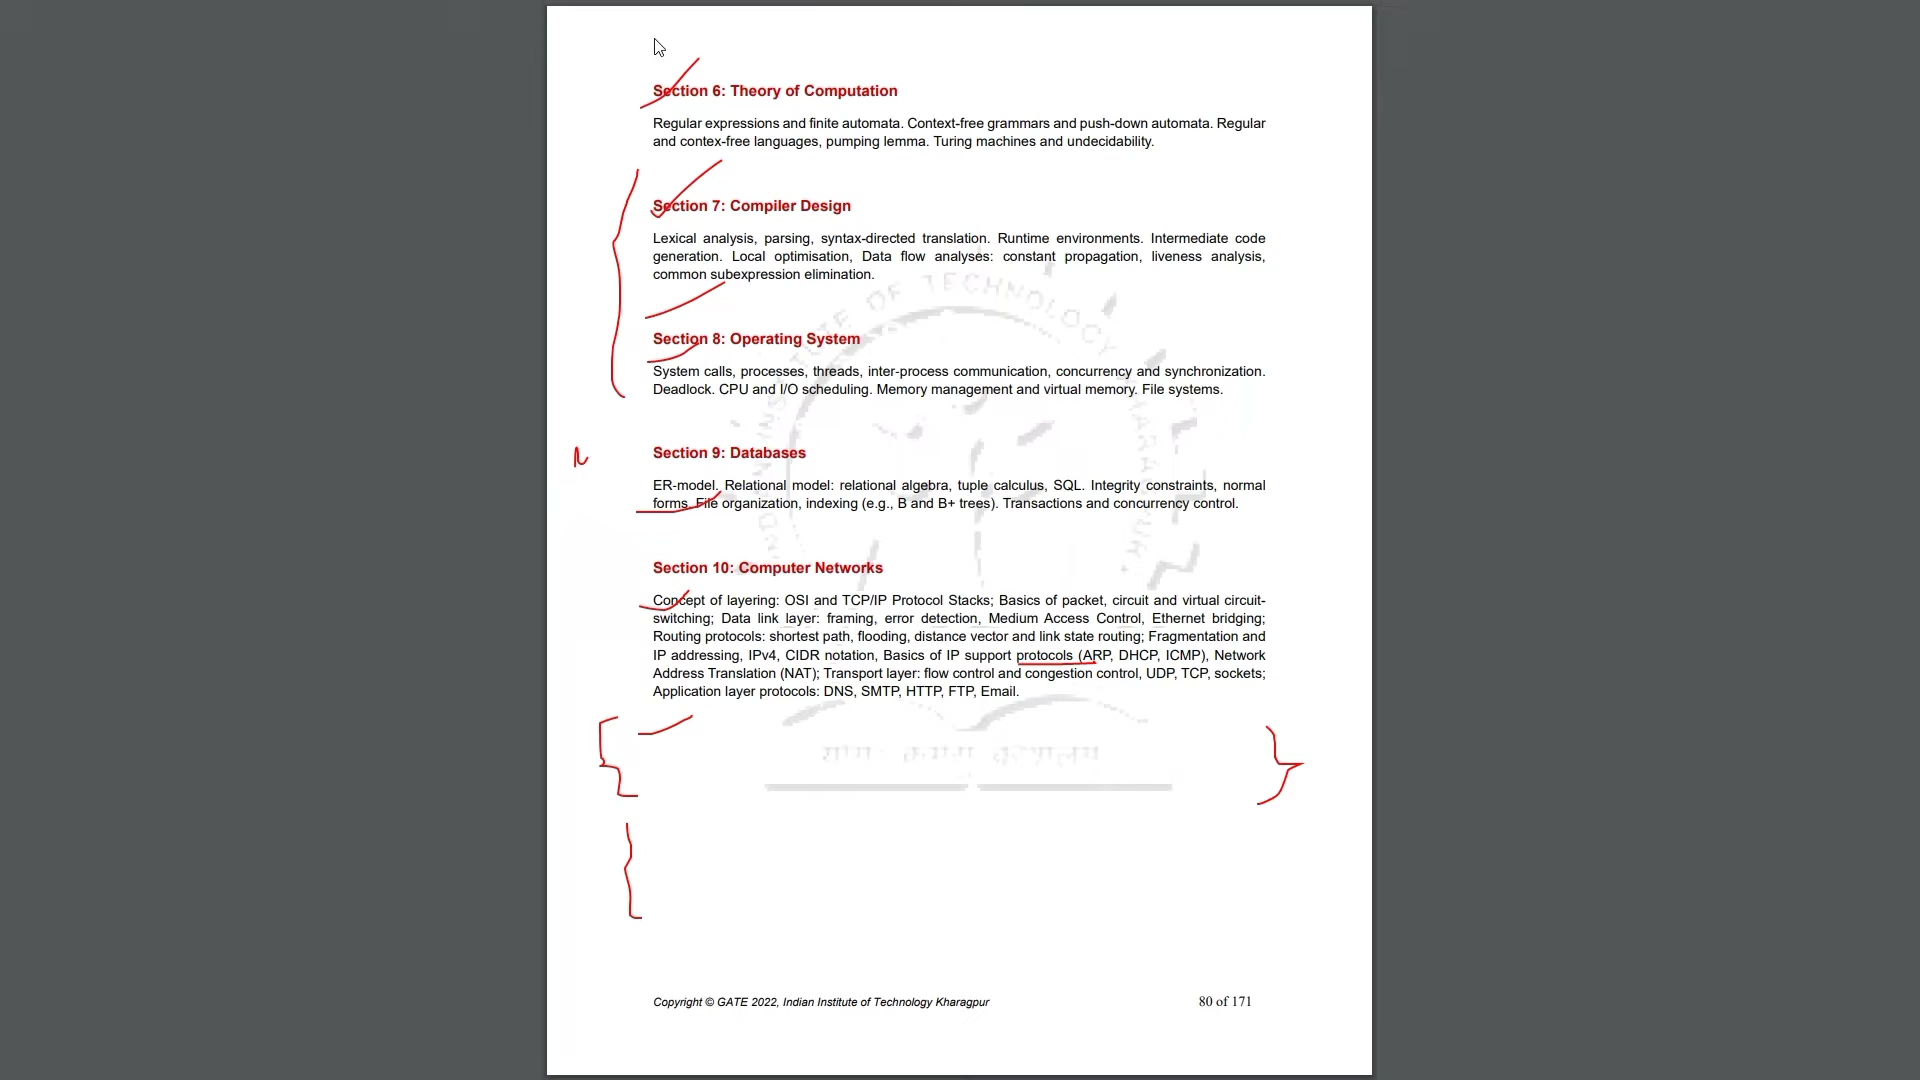 Section 6: Theory of Computation
Regular expressions and finite automata. Context-free grammars and push-down automata. Regular
and contex-free languages, pumping lemma. Turing machines and undecidability.
Section 7: Compiler Design
Lexical analysis, parsing, syntax-directed translation. Runtime environments. Intermediate code
generation. Local optimisation, Data flow analyses: constant propagation, liveness analysis,
common subexpression elimination.
Section 8: Operating System
System calls, processes, threads, inter-process communication, concurrency and synchronization.
Deadlock. CPU and I/O scheduling. Memory management and virtual memory. File systems.
Section 9: Databases
ER-model. Relational model: relational algebra, tuple calculus, SQL. Integrity constraints, normal
forms. File organization, indexing (e.g., B and B+ trees). Transactions and concurrency control.
Section 10: Computer Networks
Concept of layering: OSI and TCP/IP Protocol Stacks; Basics of packet, circuit and virtual circuit-
switching; Data link layer: framing, error detection, Medium Access Control, Ethernet bridging;
Routing protocols: shortest path, flooding, distance vector and link state routing; Fragmentation and
IP addressing, IPv4, CIDR notation, Basics of IP support protocols (ARP, DHCP, ICMP), Network
Address Translation (NAT); Transport layer: flow control and congestion control, UDP, TCP, sockets;
Application layer protocols: DNS, SMTP, HTTP, FTP, Email.
Copyright © GATE 2022, Indian Institute of Technology Kharagpur
80 of 171